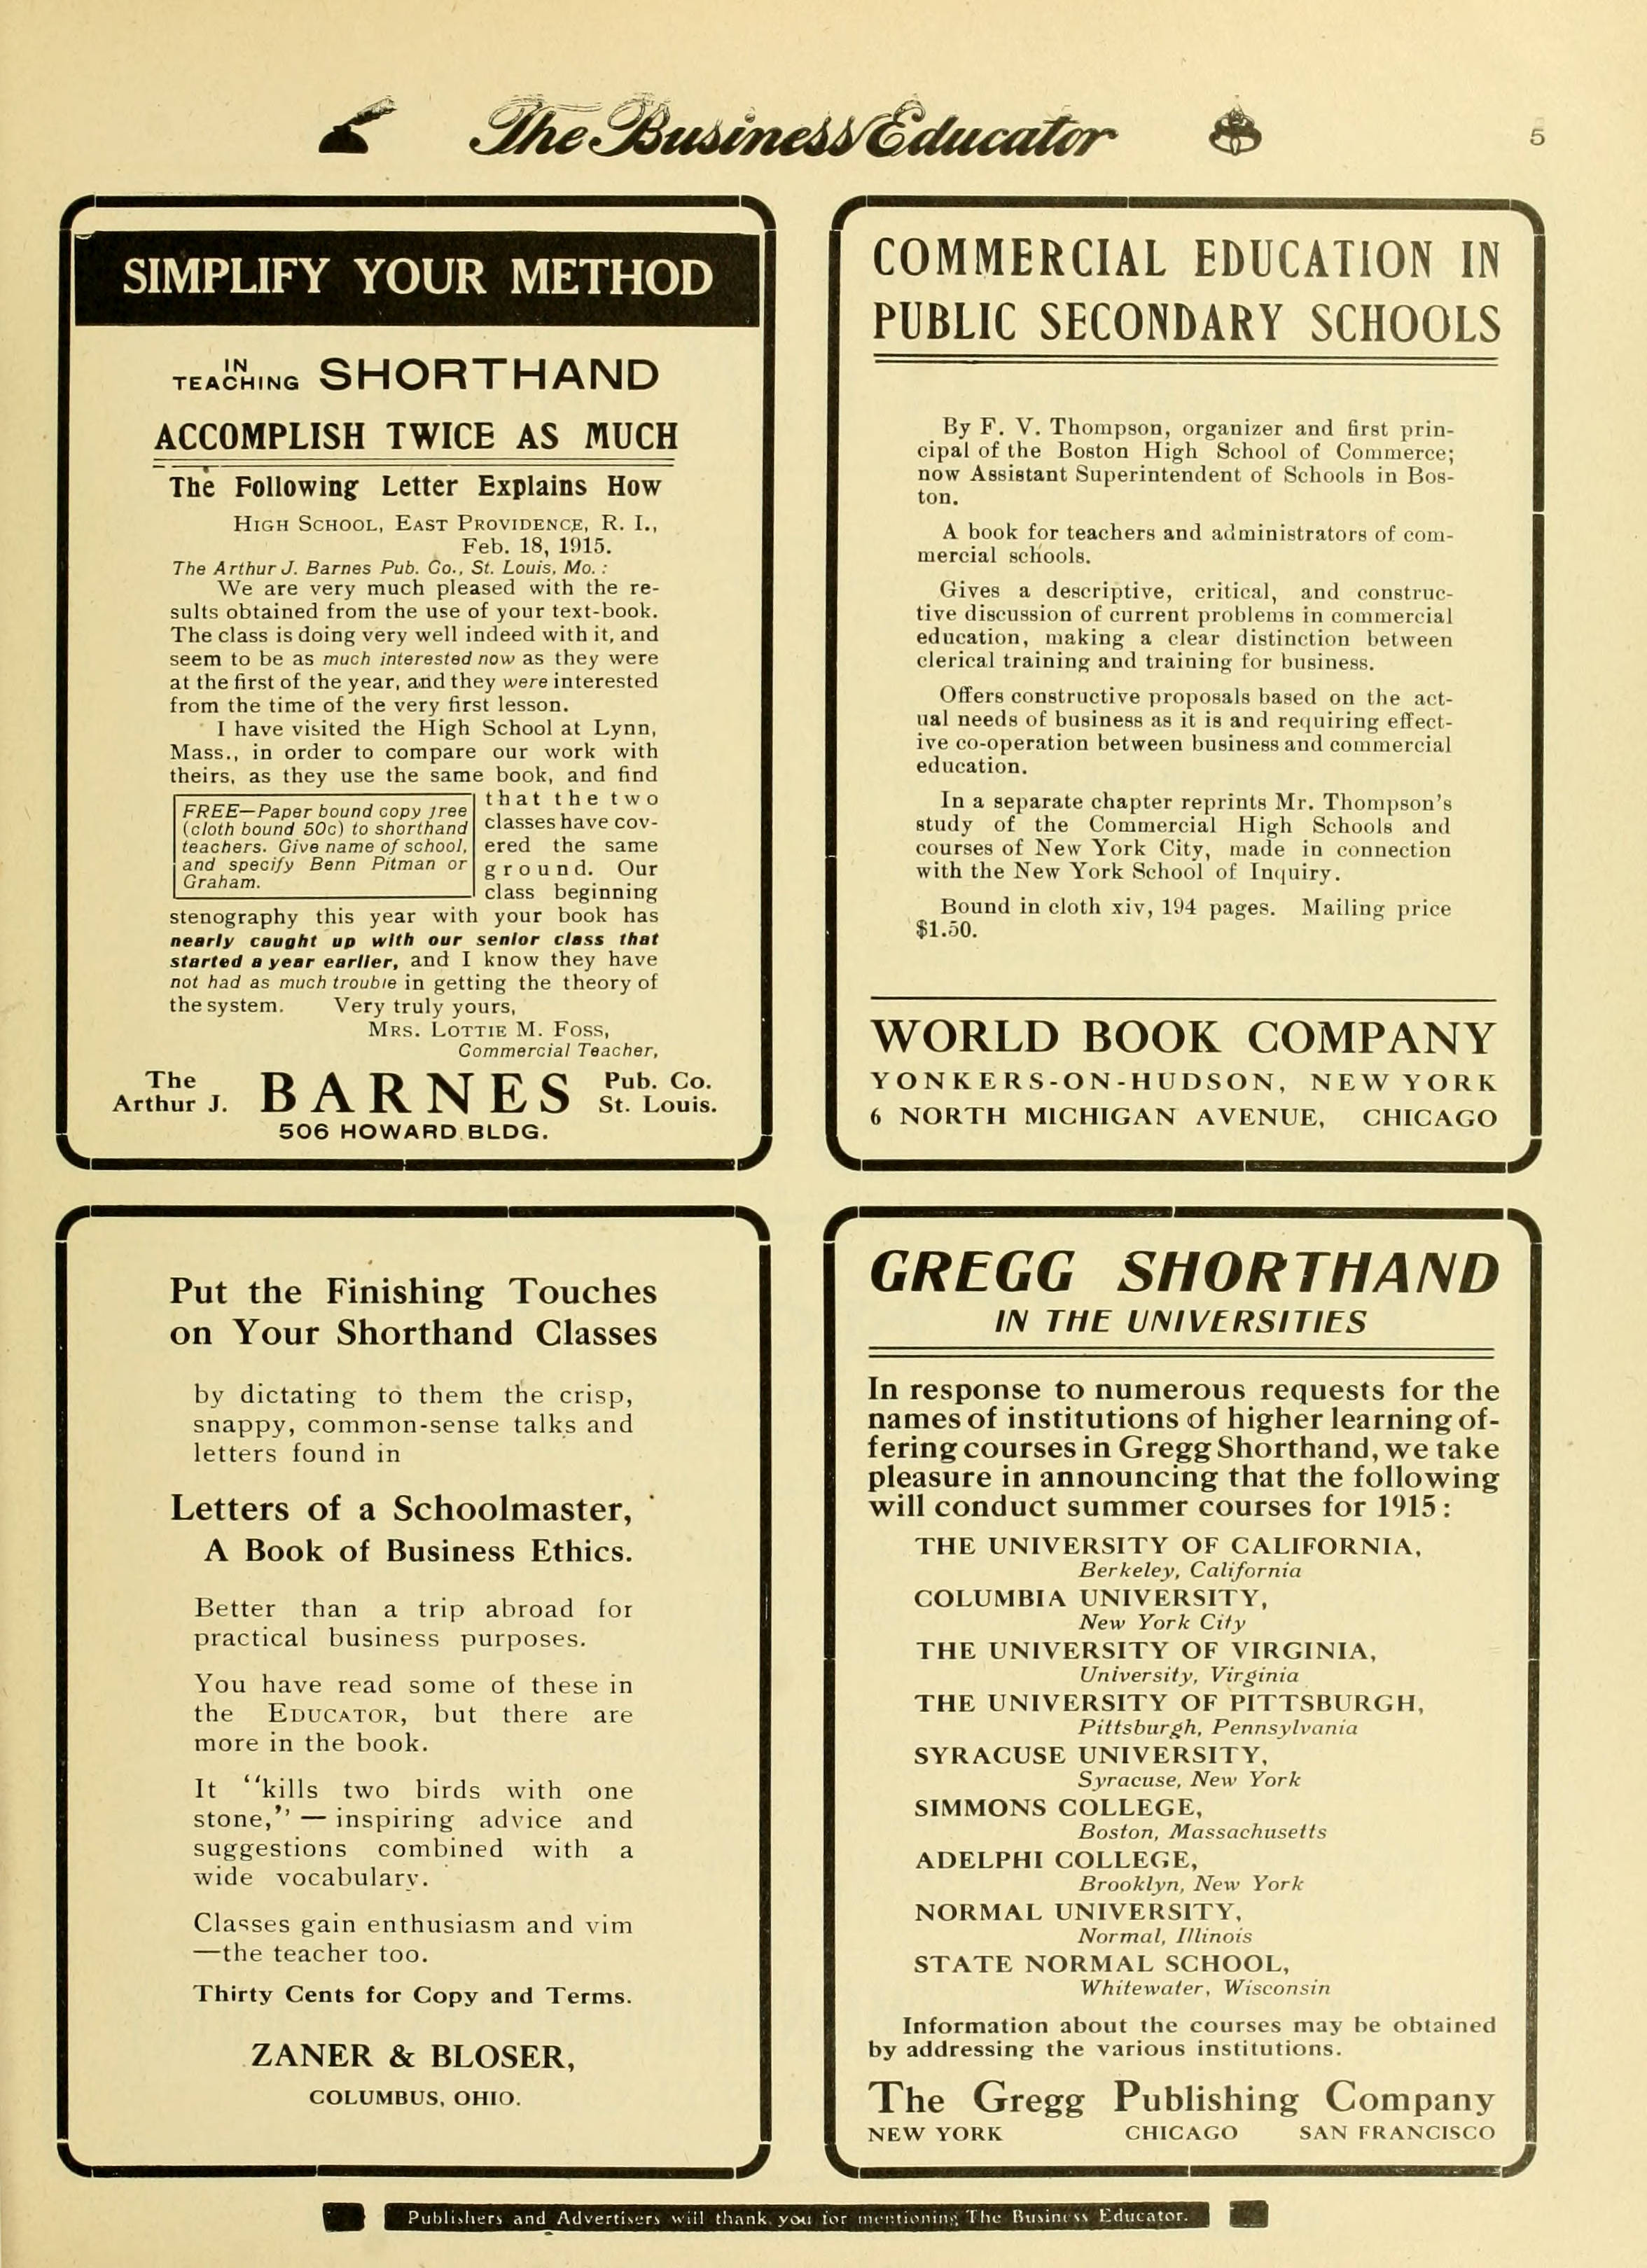 The Business Educator
5
SIMPLIFY YOUR METHOD
IN
TEACHING SHORTHAND
ACCOMPLISH TWICE AS MUCH
The Following Letter Explains How
HIGH SCHOOL, EAST PROVIDENCE, R. I.,
Feb. 18, 1915.
The Arthur J. Barnes Pub. Co., St. Louis, Mo.:
We are very much pleased with the re-
sults obtained from the use of your text-book.
The class is doing very well indeed with it, and
seem to be as much interested now as they were
at the first of the year, and they were interested
from the time of the very first lesson.
I have visited the High School at Lynn,
Mass., in order to compare our work with
theirs, as they use the same book, and find
that the two
classes have cov-
ered the same
ground. Our
class beginning
FREE—Paper bound copy free
(cloth bound 50c) to shorthand
teachers. Give name of school,
and specify Benn Pitman or
Graham.
stenography this year with your book has
nearly caught up with our senior class that
started a year earlier, and I know they have
not had as much trouble in getting the theory of
the system. Very truly yours,
MRS. LOTTIE M. FOSS,
Commercial Teacher,
The
Arthur J. BARNES Pub. Co.
St. Louis.
506 HOWARD BLDG.
COMMERCIAL EDUCATION IN
PUBLIC SECONDARY SCHOOLS
By F. V. Thompson, organizer and first prin-
cipal of the Boston High School of Commerce;
now Assistant Superintendent of Schools in Bos-
ton.
A book for teachers and administrators of com-
mercial schools.
Gives a descriptive, critical, and construc-
tive discussion of current problems in commercial
education, making a clear distinction between
clerical training and training for business.
Offers constructive proposals based on the act-
ual needs of business as it is and requiring effect-
ive co-operation between business and commercial
education.
In a separate chapter reprints Mr. Thompson's
study of the Commercial High Schools and
courses of New York City, made in connection
with the New York School of Inquiry.
Bound in cloth xiv, 194 pages. Mailing price
$1.50.
WORLD BOOK COMPANY
YONKERS-ON-HUDSON, NEW YORK
6 NORTH MICHIGAN AVENUE, CHICAGO
Put the Finishing Touches
on Your Shorthand Classes
by dictating to them the crisp,
snappy, common-sense talks and
letters found in
Letters of a Schoolmaster,
A Book of Business Ethics.
Better than a trip abroad for
practical business purposes.
You have read some of these in
the EDUCATOR, but there are
more in the book.
It "kills two birds with one
stone," — inspiring advice and
suggestions combined with a
wide vocabulary.
Classes gain enthusiasm and vim
—the teacher too.
Thirty Cents for Copy and Terms.
ZANER & BLOSER,
COLUMBUS, OHIO.
GREGG SHORTHAND
IN THE UNIVERSITIES
In response to numerous requests for the
names of institutions of higher learning of-
fering courses in Gregg Shorthand, we take
pleasure in announcing that the following
will conduct summer courses for 1915:
THE UNIVERSITY OF CALIFORNIA,
Berkeley, California
COLUMBIA UNIVERSITY,
New York City
THE UNIVERSITY OF VIRGINIA,
University, Virginia
THE UNIVERSITY OF PITTSBURGH,
Pittsburgh, Pennsylvania
SYRACUSE UNIVERSITY,
Syracuse, New York
SIMMONS COLLEGE,
Boston, Massachusetts
ADELPHI COLLEGE,
Brooklyn, New York
NORMAL UNIVERSITY,
Normal, Illinois
STATE NORMAL SCHOOL,
Whitewater, Wisconsin
Information about the courses may be obtained
by addressing the various institutions.
The Gregg Publishing Company
NEW YORK CHICAGO SAN FRANCISCO
Publishers and Advertisers will thank you for mentioning The Business Educator.